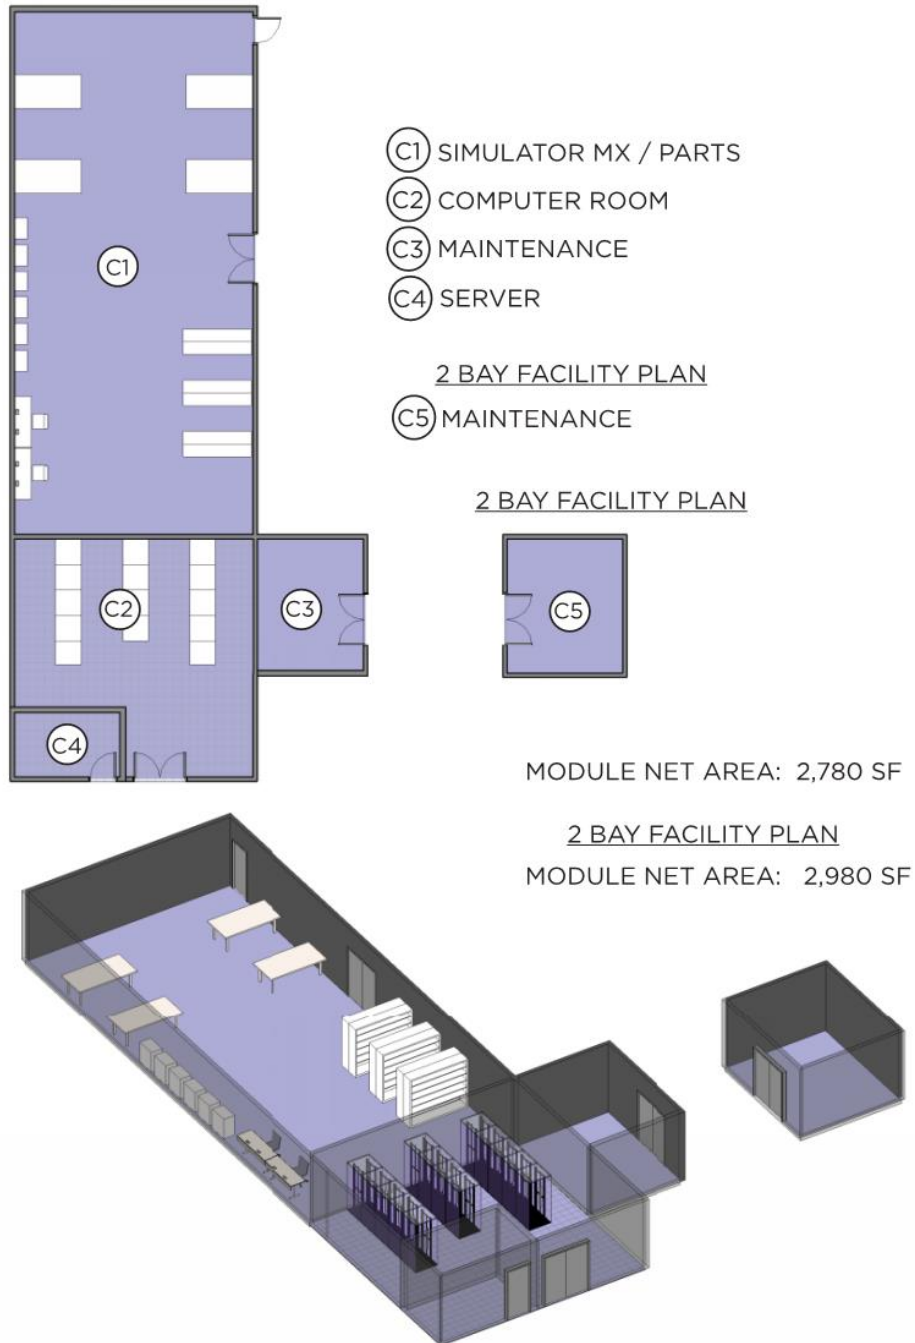 C1 SIMULATOR MX / PARTS
C2 COMPUTER ROOM
C3 MAINTENANCE
C4 SERVER
2 BAY FACILITY PLAN
C5 MAINTENANCE
2 BAY FACILITY PLAN
C1
C2
C3
C5
C4
MODULE NET AREA: 2,780 SF
2 BAY FACILITY PLAN
MODULE NET AREA: 2,980 SF